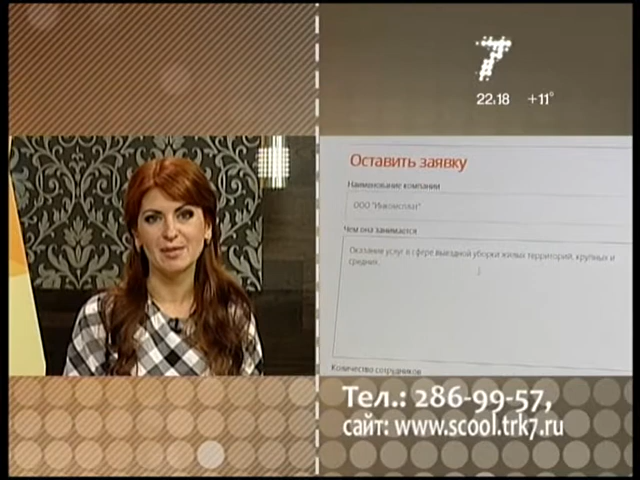 7
22:18 +11°
Оставить заявку
Наименование компании
ООО "Инкомсплат"
Чем она занимается
Оказание услуг в сфере выездной уборки жилых территорий, крупных и
средних.
Количество сотрудников
Тел.: 286-99-57,
сайт: www.scool.trk7.ru